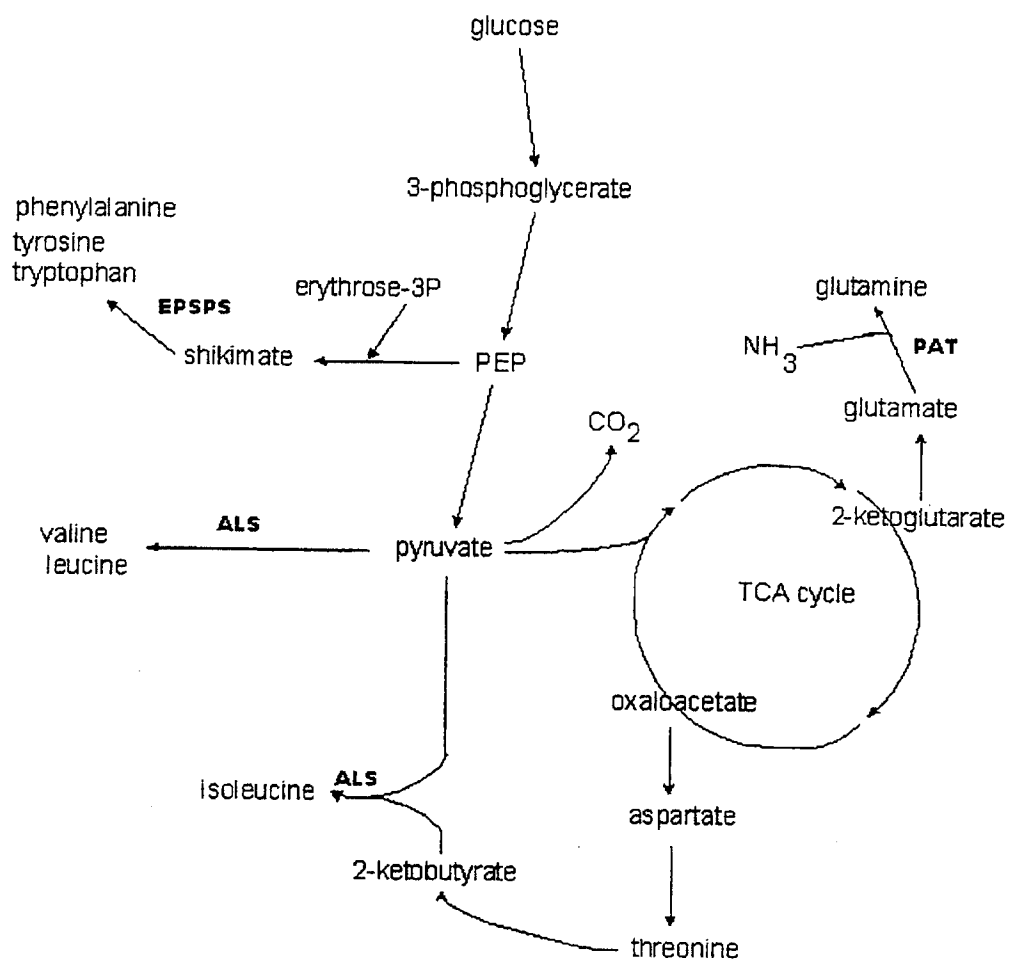 glucose
3-phosphoglycerate
phenylalanine
tyrosine
tryptophan
EPSPS
erythrose-3P
shikimate
PEP
glutamine
NH3
PAT
glutamate
CO2
2-ketoglutarate
ALS
valine
leucine
pyruvate
TCA cycle
oxaloacetate
isoleucine
ALS
aspartate
2-ketobutyrate
threonine